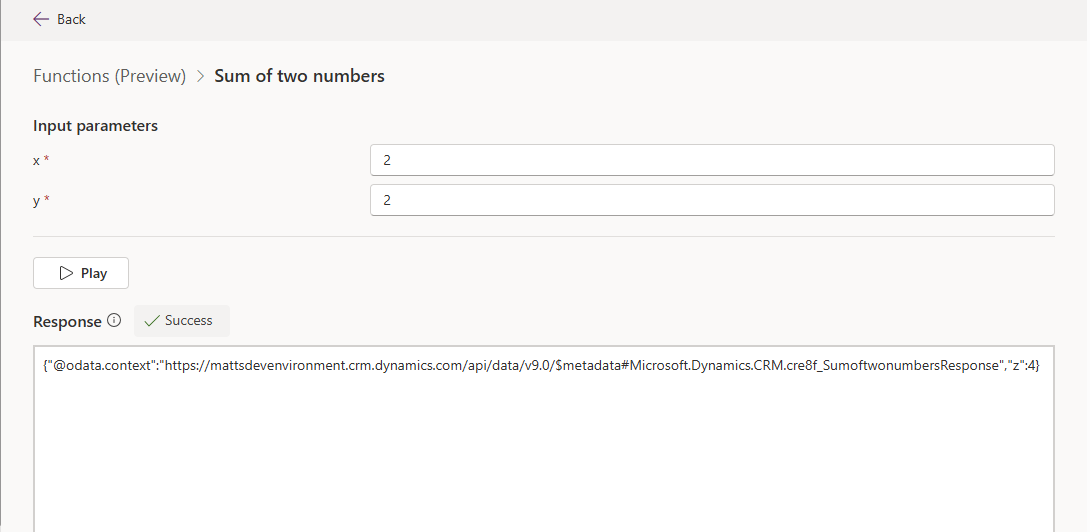 Back
Functions (Preview) > Sum of two numbers
Input parameters
x * 2
y * 2
Play
Response Success
{"@odata.context":"https://mattsdevenvironment.crm.dynamics.com/api/data/v9.0/$metadata#Microsoft.Dynamics.CRM.cre8f_SumoftwonumbersResponse","z":4}